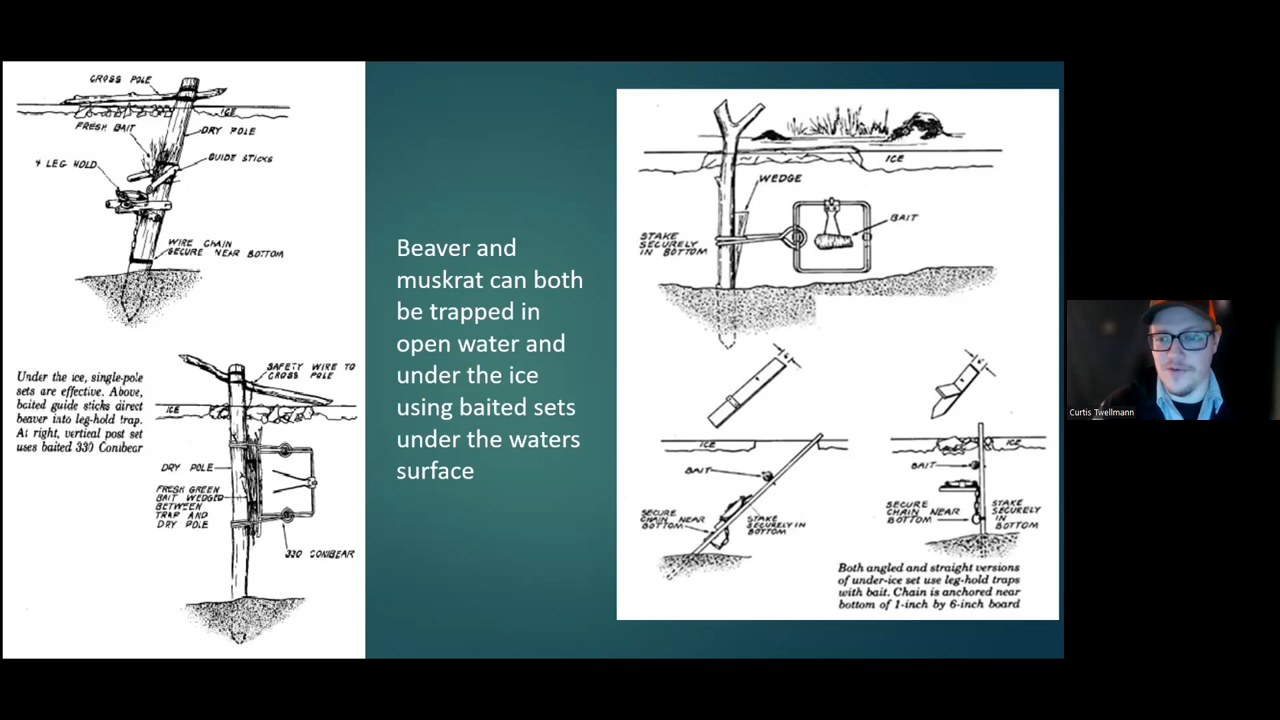 CROSS POLE
ICE
FRESH BAIT
DRY POLE
4 LEG HOLD
GUIDE STICKS
WIRE CHAIN
SECURE NEAR BOTTOM
Under the ice, single-pole
sets are effective. Above,
baited guide sticks direct
beaver into leg-hold trap.
At right, vertical post set
uses baited 330 Conibear
SAFETY WIRE TO
CROSS POLE
ICE
DRY POLE
FRESH GREEN
BAIT WEDGED
BETWEEN
TRAP AND
DRY POLE
330 CONIBEAR
Beaver and
muskrat can both
be trapped in
open water and
under the ice
using baited sets
under the waters
surface
ICE
WEDGE
BAIT
STAKE
SECURELY
IN BOTTOM
ICE
BAIT
SECURE
CHAIN NEAR
BOTTOM
STAKE
SECURELY IN
BOTTOM
ICE
BAIT
SECURE
CHAIN NEAR
BOTTOM
STAKE
SECURELY
IN
BOTTOM
Both angled and straight versions
of under-ice set use leg-hold traps
with bait. Chain is anchored near
bottom of 1-inch by 6-inch board
Curtis Twellmann